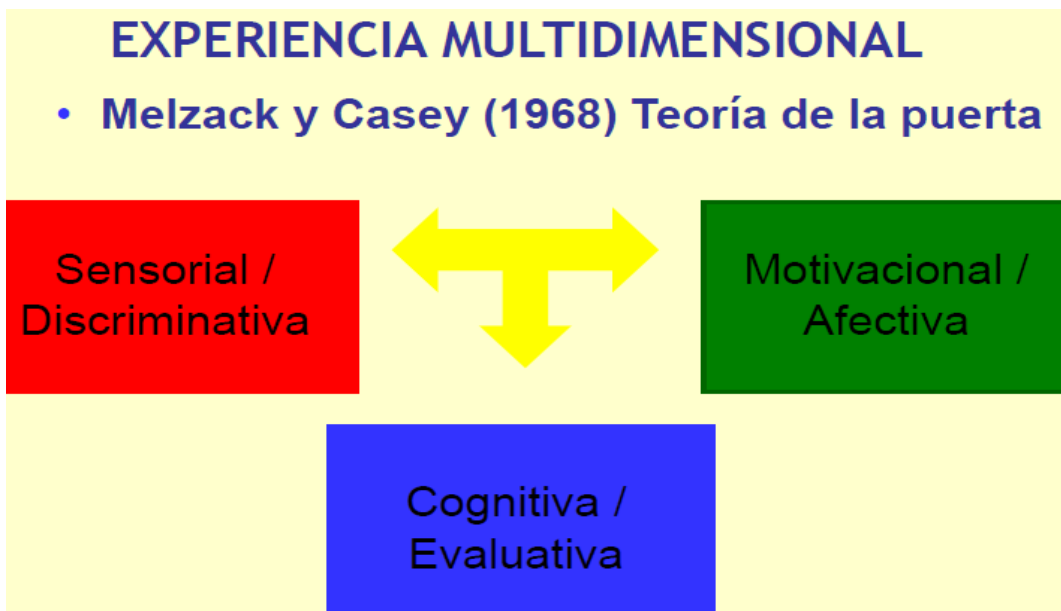 EXPERIENCIA MULTIDIMENSIONAL
• Melzack y Casey (1968) Teoría de la puerta
Sensorial /
Discriminativa
Motivacional /
Afectiva
Cognitiva /
Evaluativa